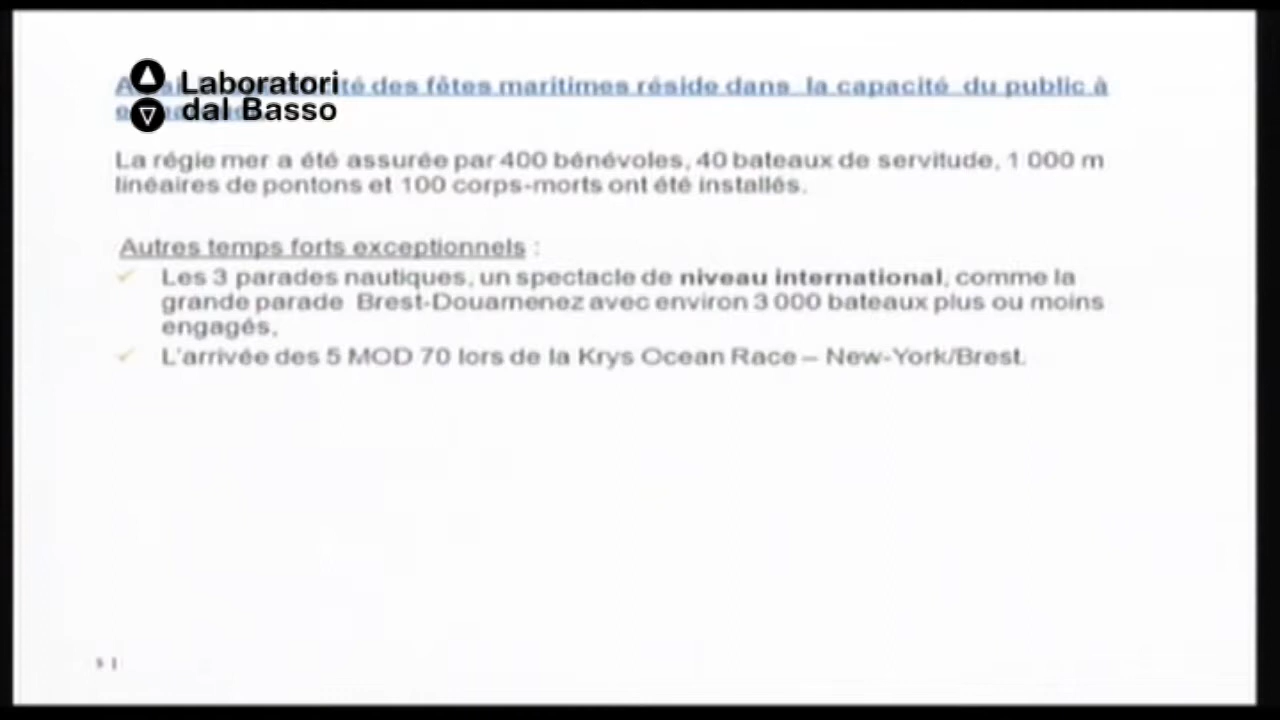 Laboratori
dal Basso
té des fêtes maritimes réside dans la capacité du public à
La régie mer a été assurée par 400 bénévoles, 40 bateaux de servitude, 1 000 m
linéaires de pontons et 100 corps-morts ont été installés.
Autres temps forts exceptionnels :
Les 3 parades nautiques, un spectacle de niveau international, comme la
grande parade Brest-Douarnenez avec environ 3 000 bateaux plus ou moins
engagés,
L'arrivée des 5 MOD 70 lors de la Krys Ocean Race – New-York/Brest.